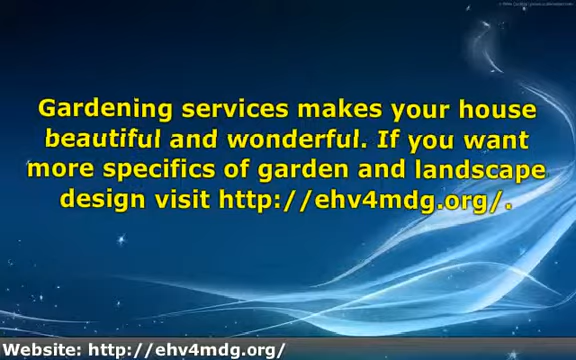 Gardening services makes your house
beautiful and wonderful. If you want
more specifics of garden and landscape
design visit http://ehv4mdg.org/.
Website: http://ehv4mdg.org/